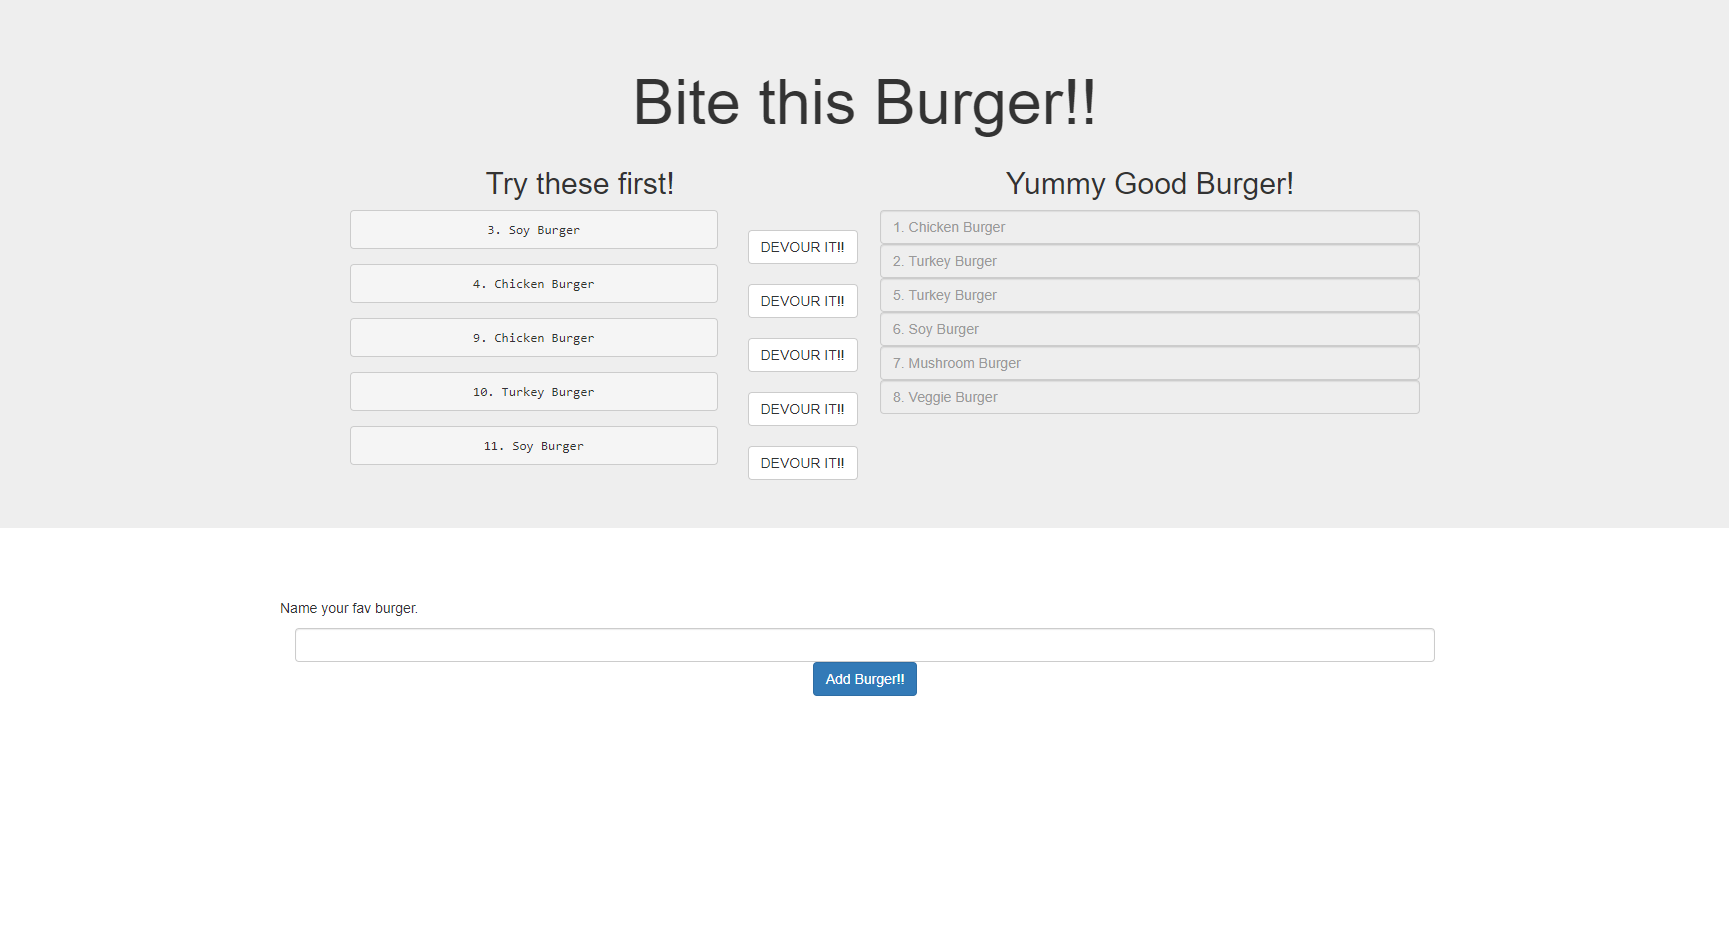 Bite this Burger!!
Try these first!
3. Soy Burger
DEVOUR IT!!
4. Chicken Burger
DEVOUR IT!!
9. Chicken Burger
DEVOUR IT!!
10. Turkey Burger
DEVOUR IT!!
11. Soy Burger
DEVOUR IT!!
Yummy Good Burger!
1. Chicken Burger
2. Turkey Burger
5. Turkey Burger
6. Soy Burger
7. Mushroom Burger
8. Veggie Burger
Name your fav burger.
Add Burger!!